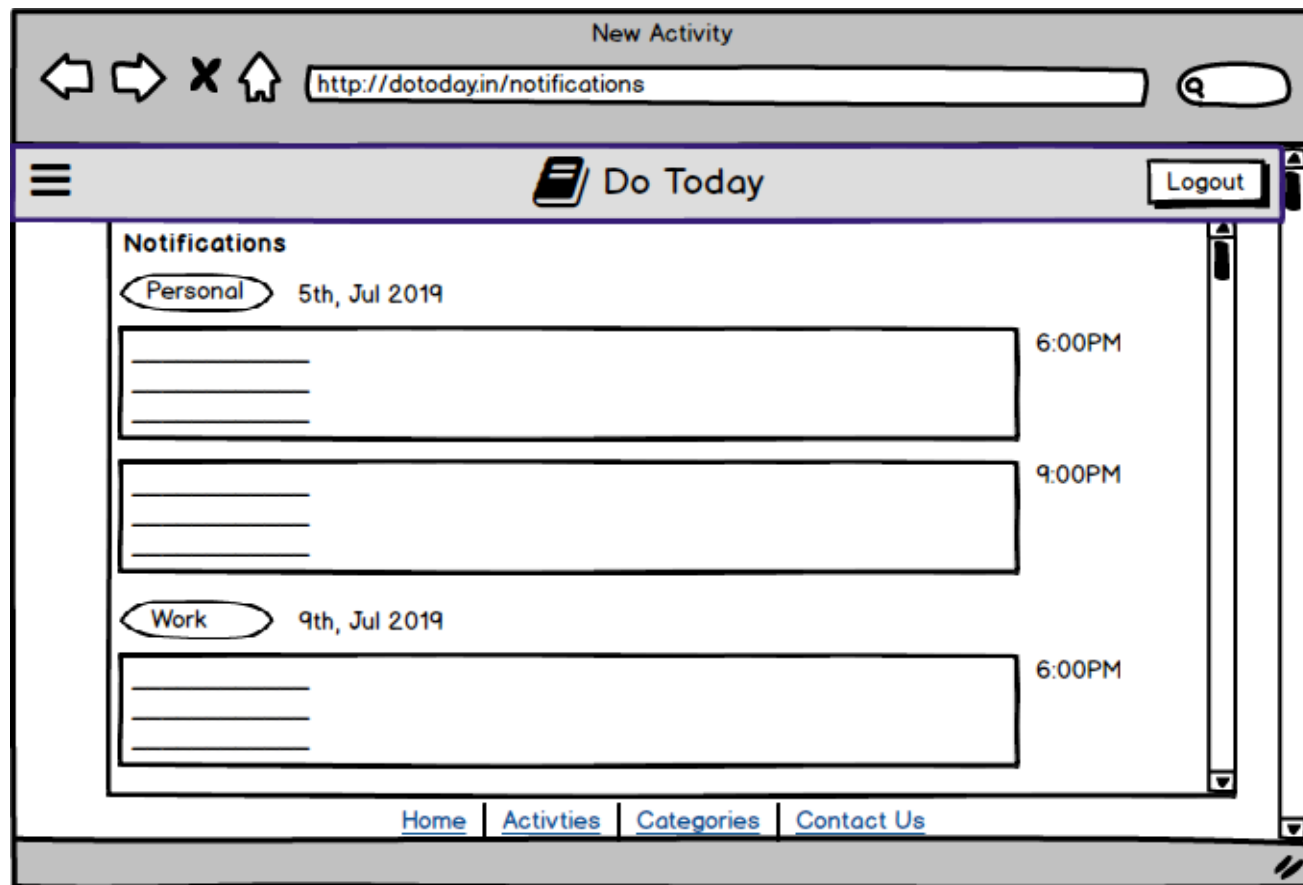 New Activity
http://dotoday.in/notifications
Do Today
Logout
Notifications
Personal 5th, Jul 2019
6:00PM
9:00PM
Work 9th, Jul 2019
6:00PM
Home Activties Categories Contact Us